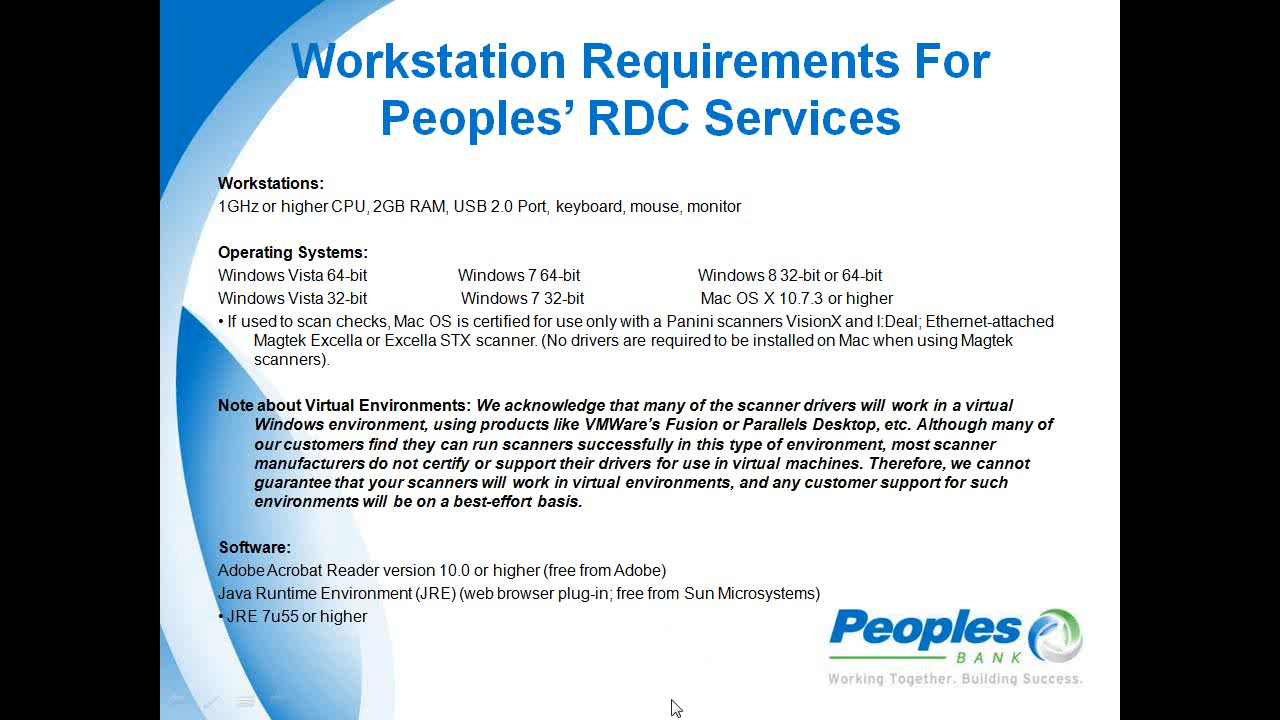 Workstation Requirements For
Peoples’ RDC Services
Workstations:
1GHz or higher CPU, 2GB RAM, USB 2.0 Port, keyboard, mouse, monitor
Operating Systems:
Windows Vista 64-bit Windows 7 64-bit Windows 8 32-bit or 64-bit
Windows Vista 32-bit Windows 7 32-bit Mac OS X 10.7.3 or higher
• If used to scan checks, Mac OS is certified for use only with a Panini scanners VisionX and I:Deal; Ethernet-attached
Magtek Excella or Excella STX scanner. (No drivers are required to be installed on Mac when using Magtek
scanners).
Note about Virtual Environments: We acknowledge that many of the scanner drivers will work in a virtual
Windows environment, using products like VMWare’s Fusion or Parallels Desktop, etc. Although many of
our customers find they can run scanners successfully in this type of environment, most scanner
manufacturers do not certify or support their drivers for use in virtual machines. Therefore, we cannot
guarantee that your scanners will work in virtual environments, and any customer support for such
environments will be on a best-effort basis.
Software:
Adobe Acrobat Reader version 10.0 or higher (free from Adobe)
Java Runtime Environment (JRE) (web browser plug-in; free from Sun Microsystems)
• JRE 7u55 or higher
Peoples
BANK
Working Together. Building Success.